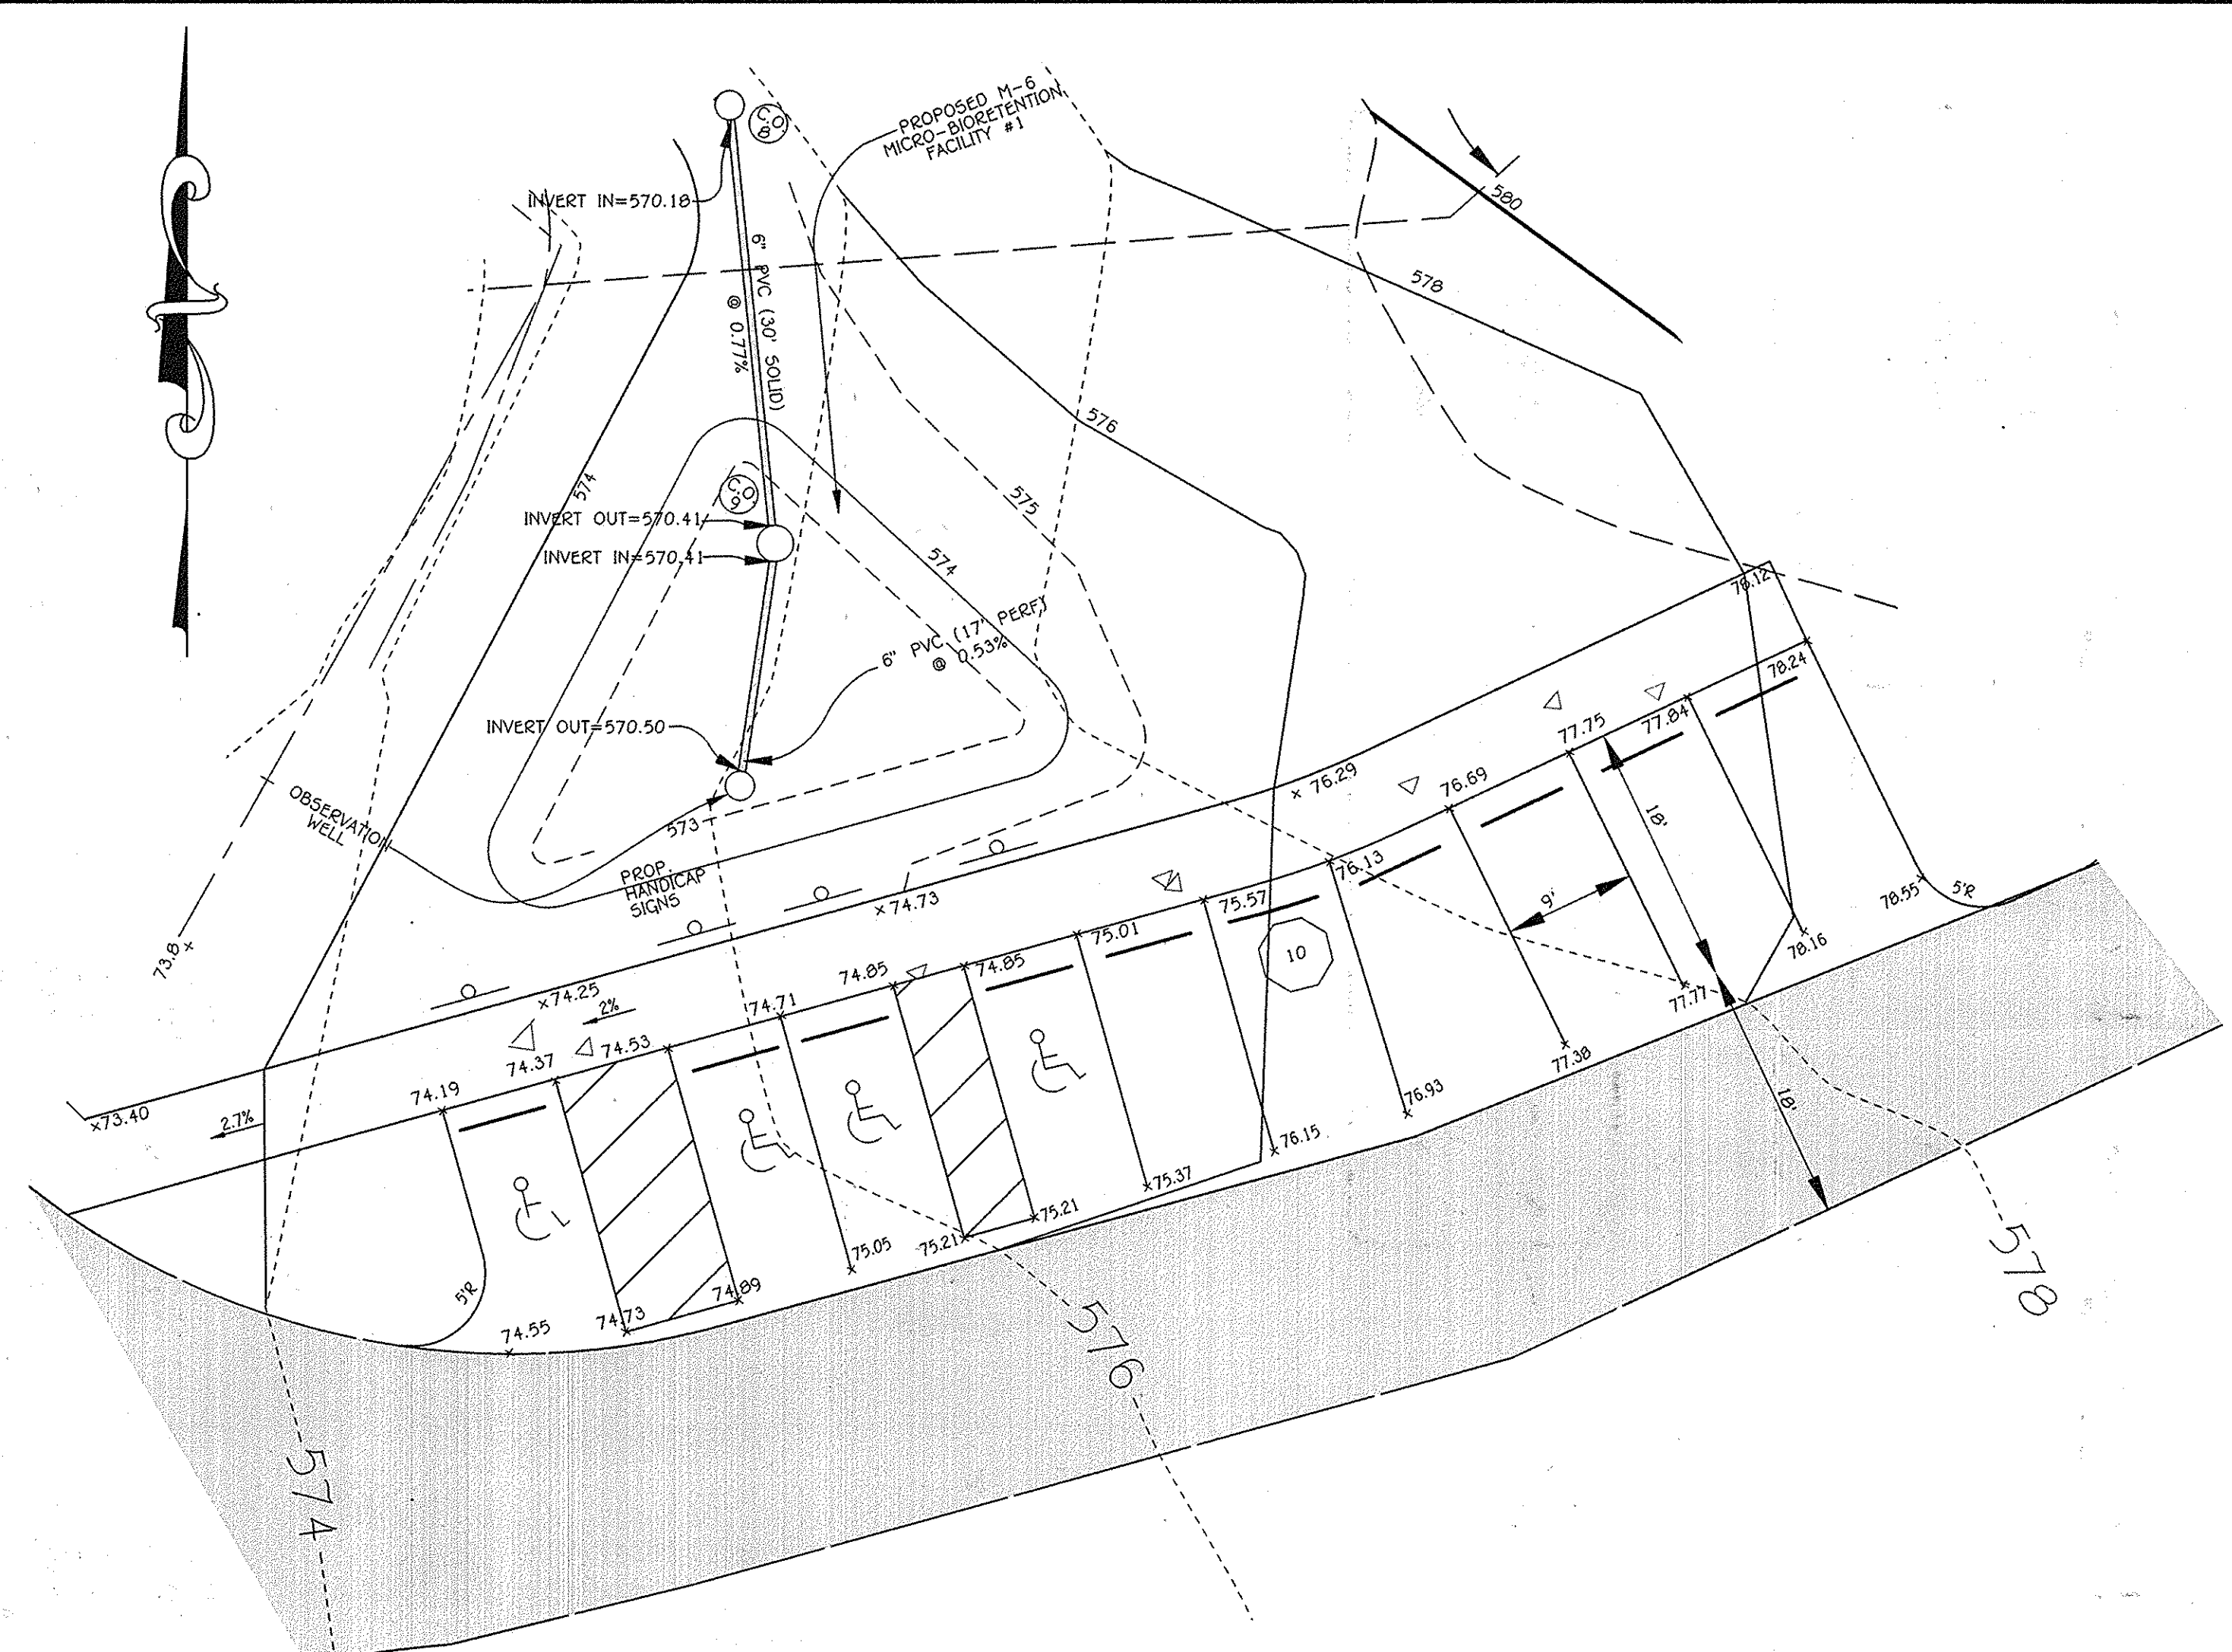 C.O.
8
PROPOSED M-6
MICRO-BIORETENTION
FACILITY #1
INVERT IN=570.18
6" PVC (30' SOLID)
@ 0.77%
580
578
576
575
574
574
C.O.
9
INVERT OUT=570.41
INVERT IN=570.41
6" PVC (17' PERF)
@ 0.53%
INVERT OUT=570.50
OBSERVATION
WELL
573
PROP.
HANDICAP
SIGNS
73.8
78.12
78.24
77.84
77.75
76.69
76.29
76.13
18'
9'
75.57
10
78.55
5'R
78.16
77.77
77.38
76.93
76.15
75.37
75.21
75.21
75.05
74.89
74.73
74.55
5'R
74.73
75.01
74.85
74.85
74.71
74.25
2%
74.53
74.37
74.19
73.40
2.7%
18'
578
576
574